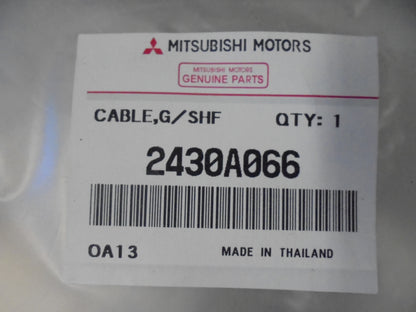 MITSUBISHI MOTORS
MITSUBISHI MOTORS
GENUINE PARTS
CABLE,G/SHF QTY: 1
2430A066
OA13 MADE IN THAILAND